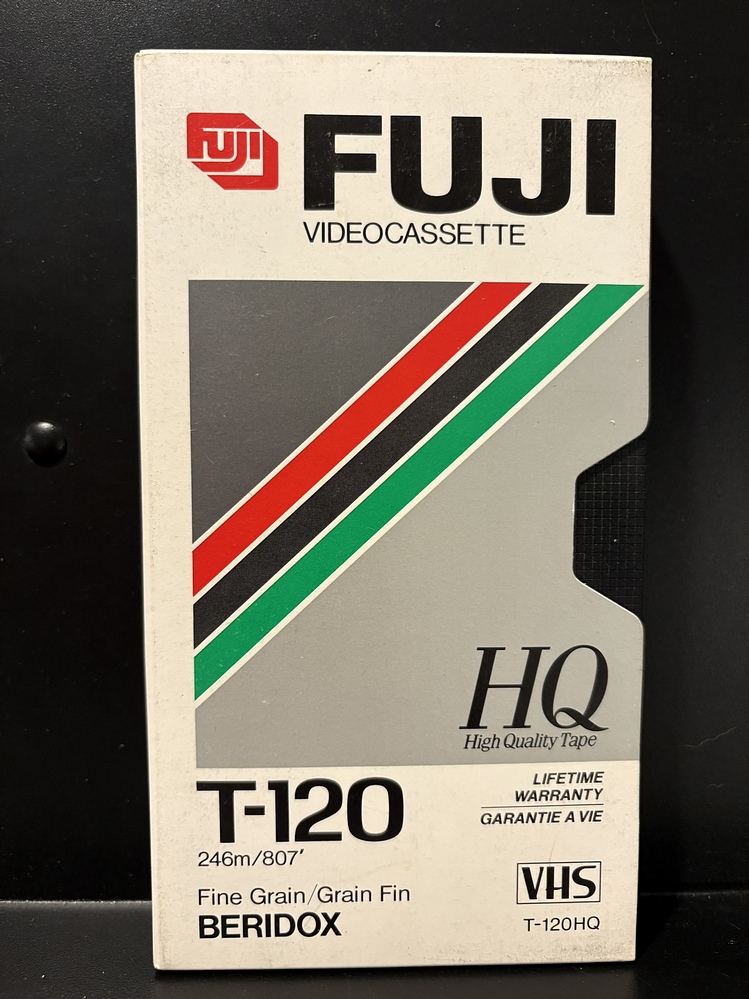 FUJI
FUJI
VIDEOCASSETTE
HQ
High Quality Tape
T-120
246m/807'
LIFETIME
WARRANTY
GARANTIE A VIE
Fine Grain/Grain Fin
BERIDOX
VHS
T-120HQ